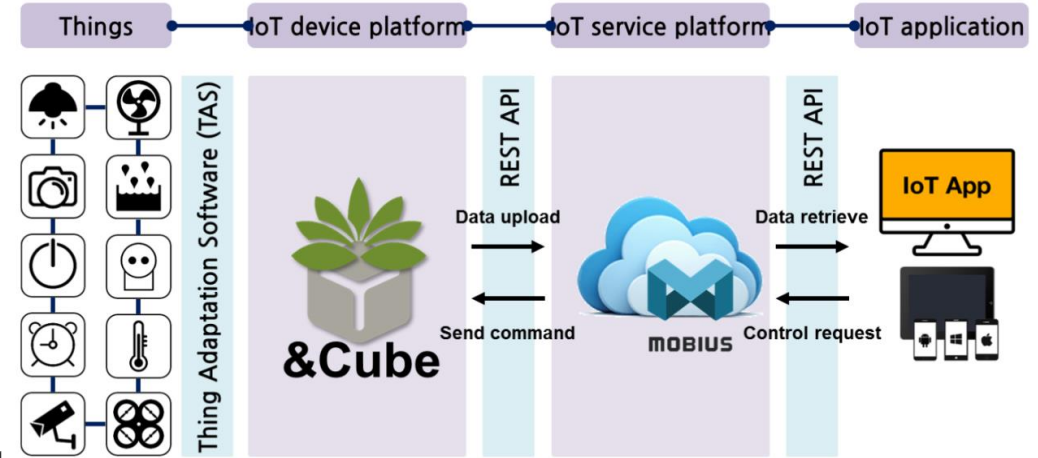 Things
IoT device platform
IoT service platform
IoT application
Thing Adaptation Software (TAS)
&Cube
REST API
Data upload
Send command
MOBIUS
REST API
Data retrieve
Control request
IoT App